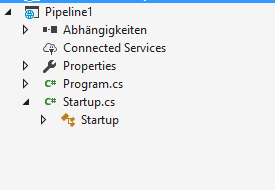 Pipeline1
Abhängigkeiten
Connected Services
Properties
C# Program.cs
C# Startup.cs
Startup